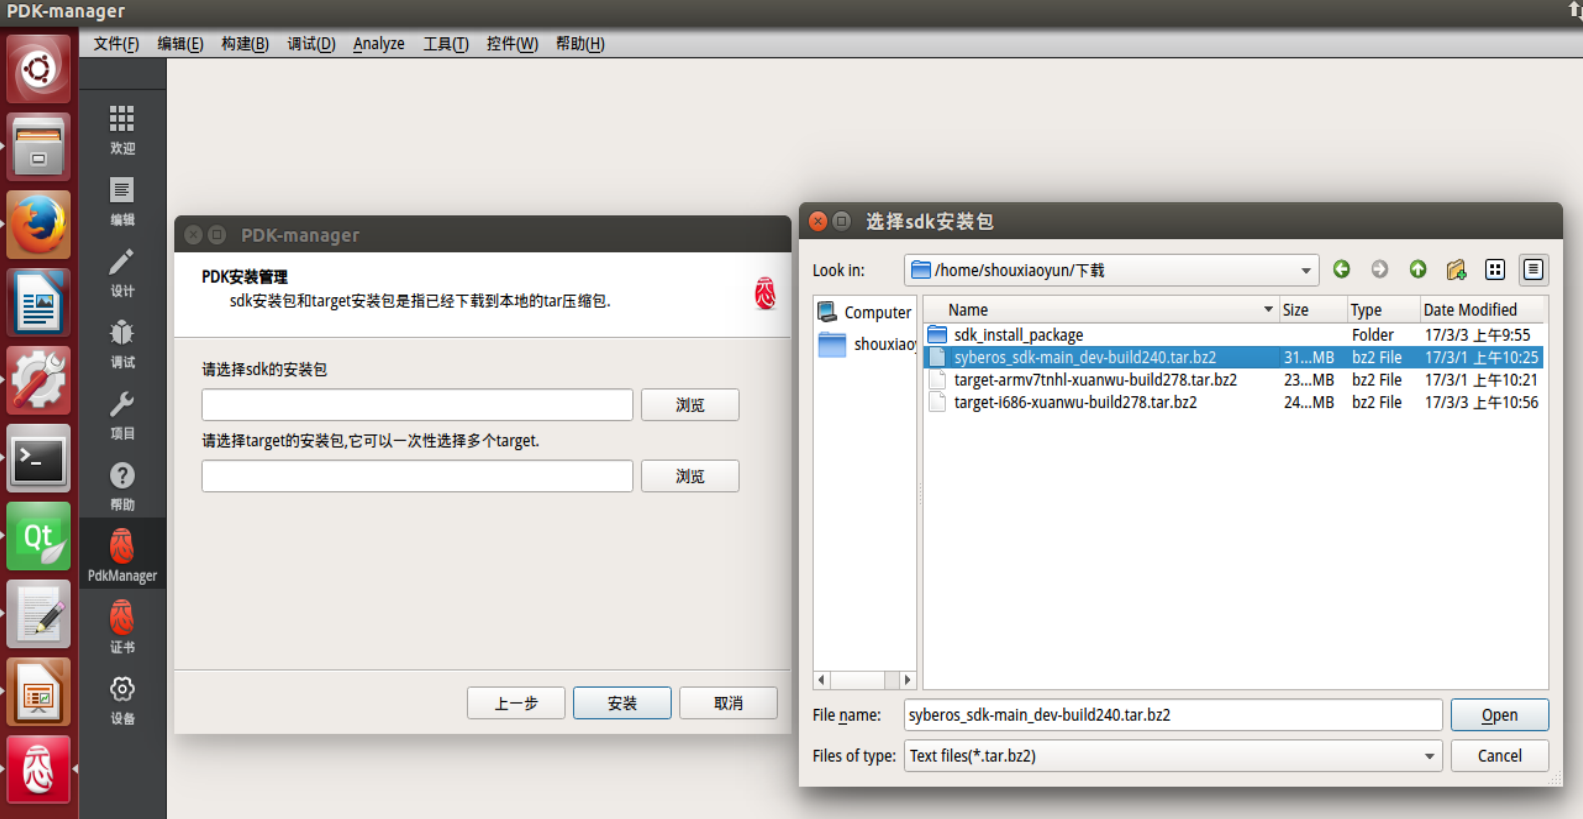 PDK-manager
文件(F) 编辑(E) 构建(B) 调试(D) Analyze 工具(T) 控件(W) 帮助(H)
欢迎
编辑
设计
调试
项目
帮助
PdkManager
证书
设备
Qt
PDK-manager
PDK安装管理
sdk安装包和target安装包是指已经下载到本地的tar压缩包.
请选择sdk的安装包
浏览
请选择target的安装包,它可以一次性选择多个target.
浏览
上一步 安装 取消
选择sdk安装包
Look in: /home/shouxiaoyun/下载
Computer
shouxiaoy
Name Size Type Date Modified
sdk_install_package Folder 17/3/3 上午9:55
syberos_sdk-main_dev-build240.tar.bz2 31...MB bz2 File 17/3/1 上午10:25
target-armv7tnhl-xuanwu-build278.tar.bz2 23...MB bz2 File 17/3/1 上午10:21
target-i686-xuanwu-build278.tar.bz2 24...MB bz2 File 17/3/3 上午10:56
File name: syberos_sdk-main_dev-build240.tar.bz2 Open
Files of type: Text files(*.tar.bz2) Cancel